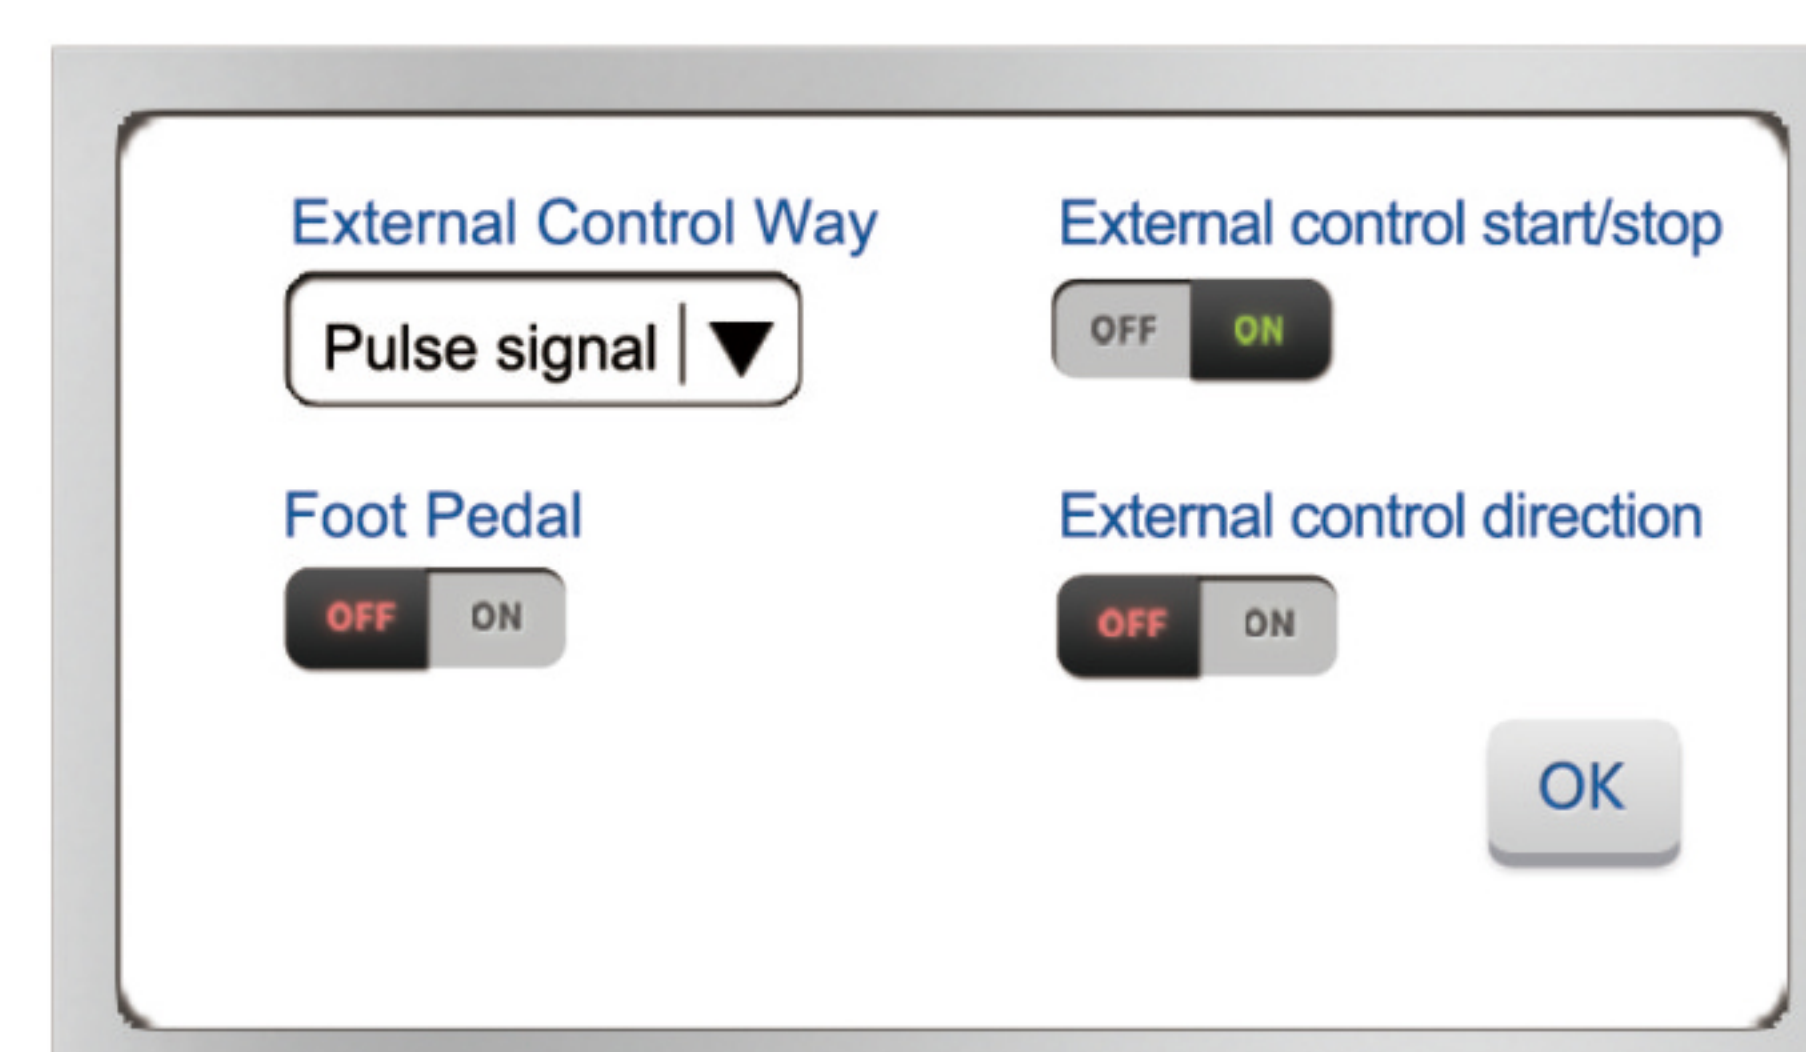 External Control Way
External control start/stop
Pulse signal
OFF ON
Foot Pedal
External control direction
OFF ON
OFF ON
OK